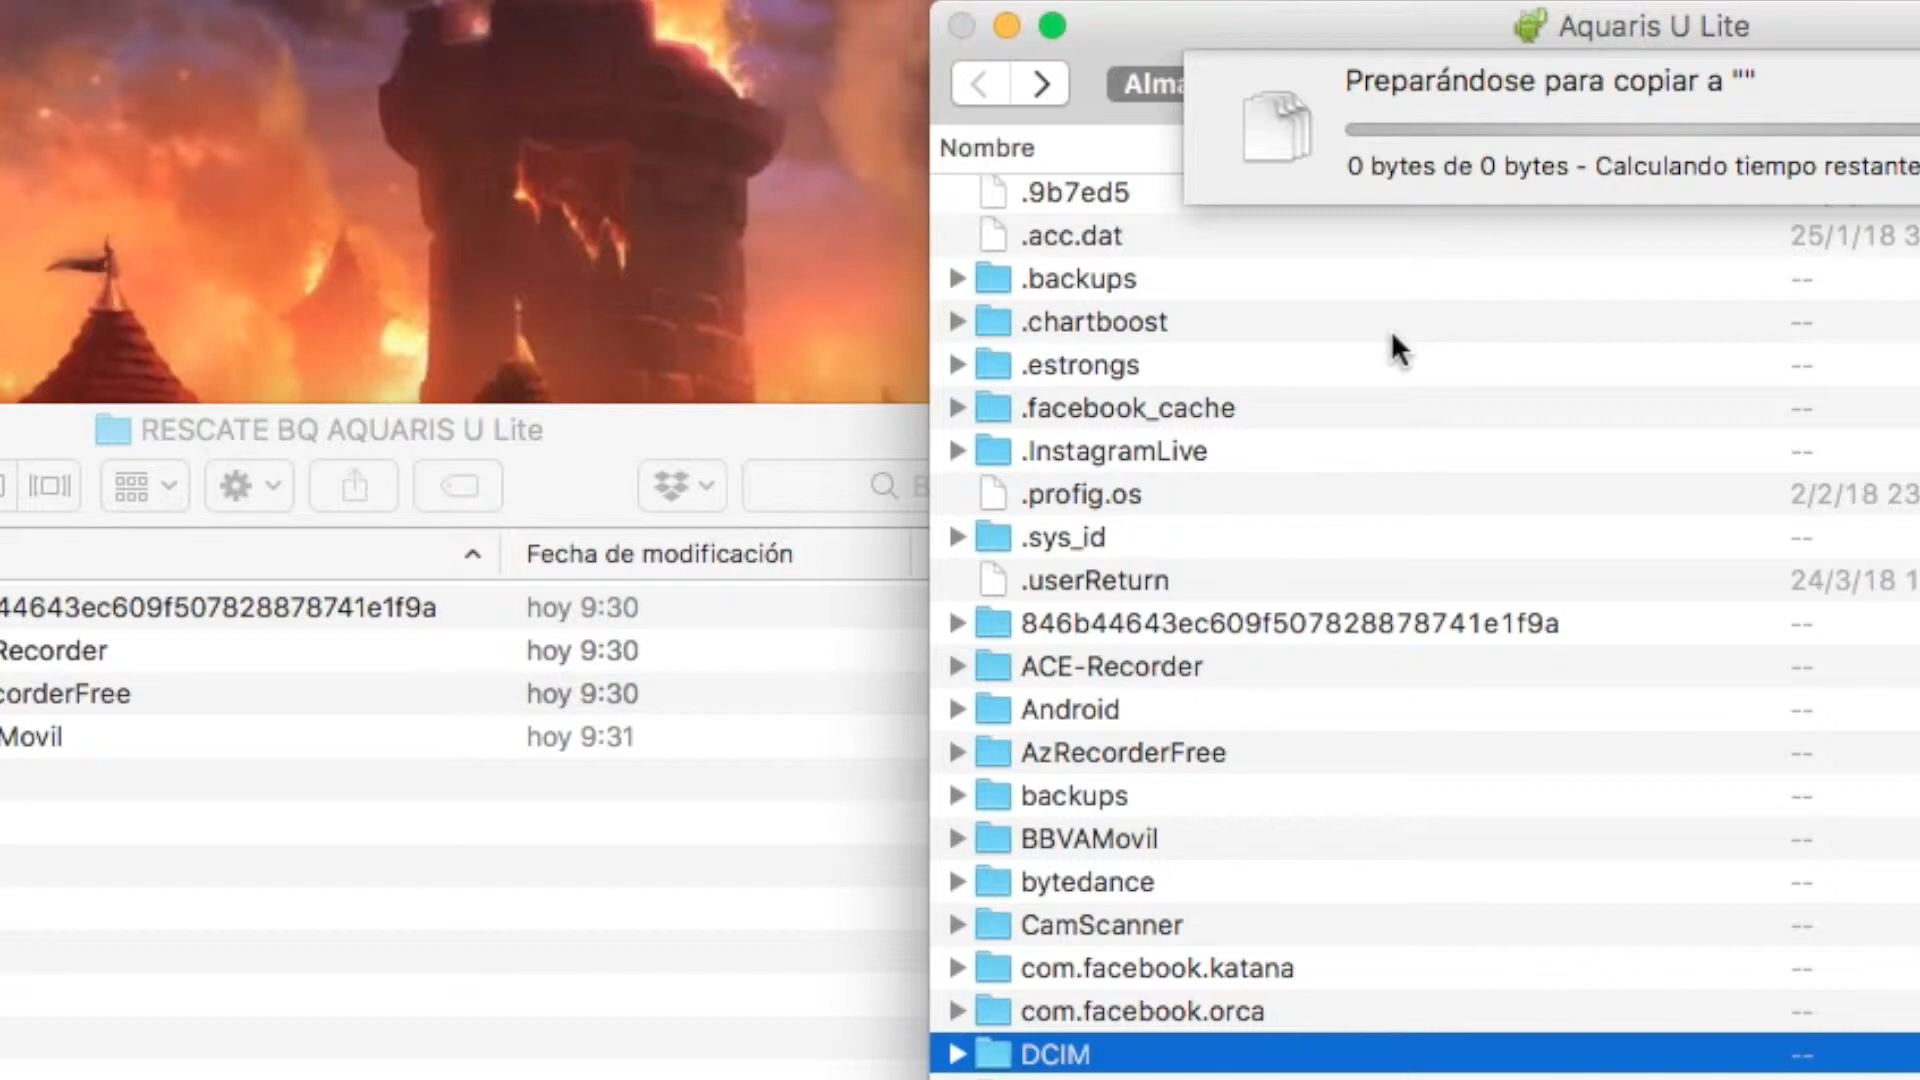 Aquaris U Lite
Alma
Preparándose para copiar a ""
0 bytes de 0 bytes - Calculando tiempo restante
Nombre
.9b7ed5
.acc.dat 25/1/18 3
.backups --
.chartboost --
.estrongs --
.facebook_cache --
.InstagramLive --
.profig.os 2/2/18 23
.sys_id --
.userReturn 24/3/18 1
846b44643ec609f507828878741e1f9a --
ACE-Recorder --
Android --
AzRecorderFree --
backups --
BBVAMovil --
bytedance --
CamScanner --
com.facebook.katana --
com.facebook.orca --
DCIM --
RESCATE BQ AQUARIS U Lite
B
Fecha de modificación
44643ec609f507828878741e1f9a hoy 9:30
Recorder hoy 9:30
corderFree hoy 9:30
Movil hoy 9:31